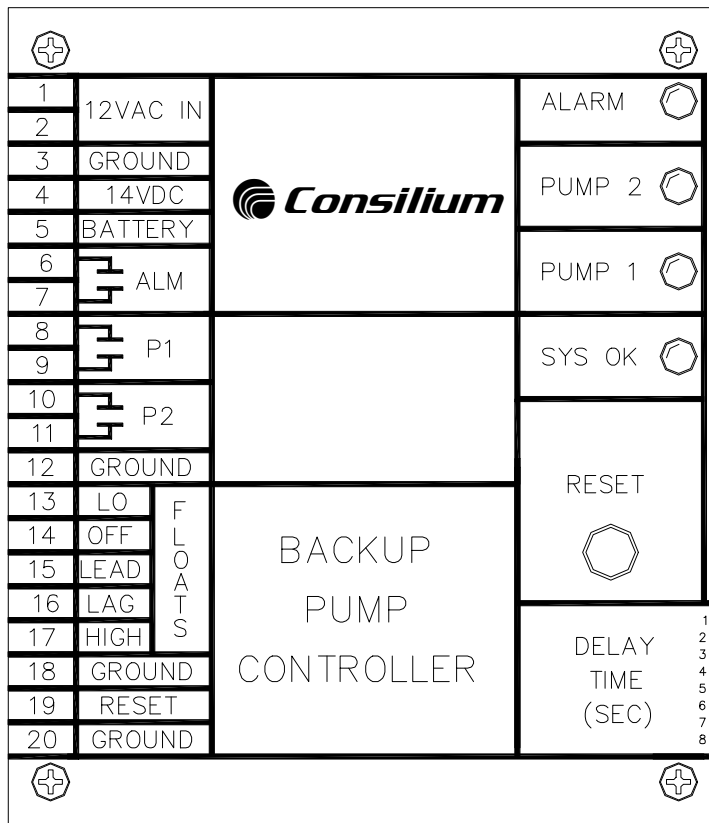 1
2
12VAC IN
3
GROUND
4
14VDC
5
BATTERY
6
7
ALM
8
9
P1
10
11
P2
12
GROUND
13
LO
14
OFF
15
LEAD
16
LAG
17
HIGH
FLOATS
18
GROUND
19
RESET
20
GROUND
Consilium
BACKUP
PUMP
CONTROLLER
ALARM
PUMP 2
PUMP 1
SYS OK
RESET
DELAY
TIME
(SEC)
1
2
3
4
5
6
7
8